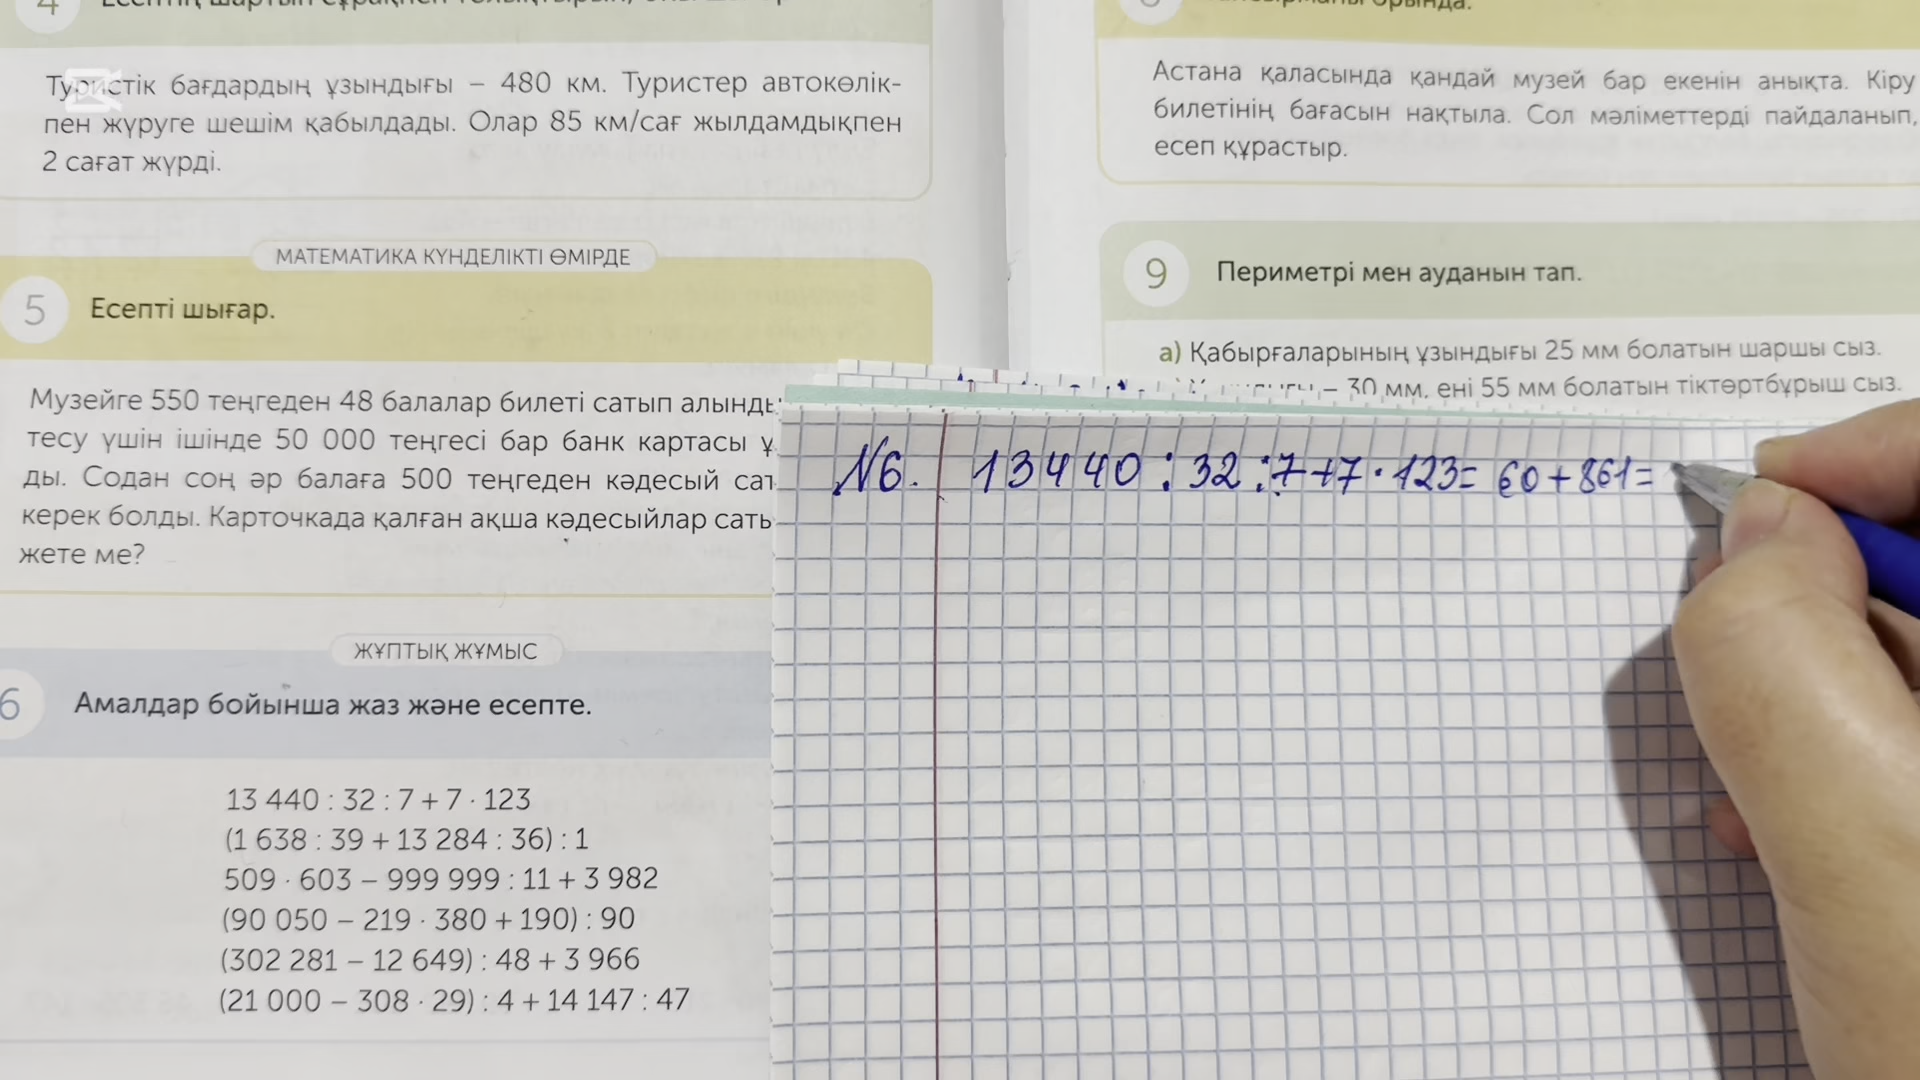 4
Туристік бағдардың ұзындығы – 480 км. Туристер автокөлік-
пен жүруге шешім қабылдады. Олар 85 км/сағ жылдамдықпен
2 сағат жүрді.
МАТЕМАТИКА КҮНДЕЛІКТІ ӨМІРДЕ
5 Есепті шығар.
Музейге 550 теңгеден 48 балалар билеті сатып
тесу үшін ішінде 50 000 теңгесі бар банк картасы
ды. Содан соң әр балаға 500 теңгеден кәдесый
керек болды. Карточкада қалған ақша кәдесыйлар
жете ме?
ЖҰПТЫҚ ЖҰМЫС
6 Амалдар бойынша жаз және есепте.
13 440 : 32 : 7 + 7 · 123
(1 638 : 39 + 13 284 : 36) : 1
509 · 603 – 999 999 : 11 + 3 982
(90 050 – 219 · 380 + 190) : 90
(302 281 – 12 649) : 48 + 3 966
(21 000 – 308 · 29) : 4 + 14 147 : 47
Астана қаласында қандай музей бар екенін анықта. Кіру
билетінің бағасын нақтыла. Сол мәліметтерді пайдаланып,
есеп құрастыр.
9 Периметрі мен ауданын тап.
а) Қабырғаларының ұзындығы 25 мм болатын шаршы сыз.
– 30 мм, ені 55 мм болатын тіктөртбұрыш сыз.
№6. 13440 : 32 : 7 + 7 · 123 = 60 + 861 =